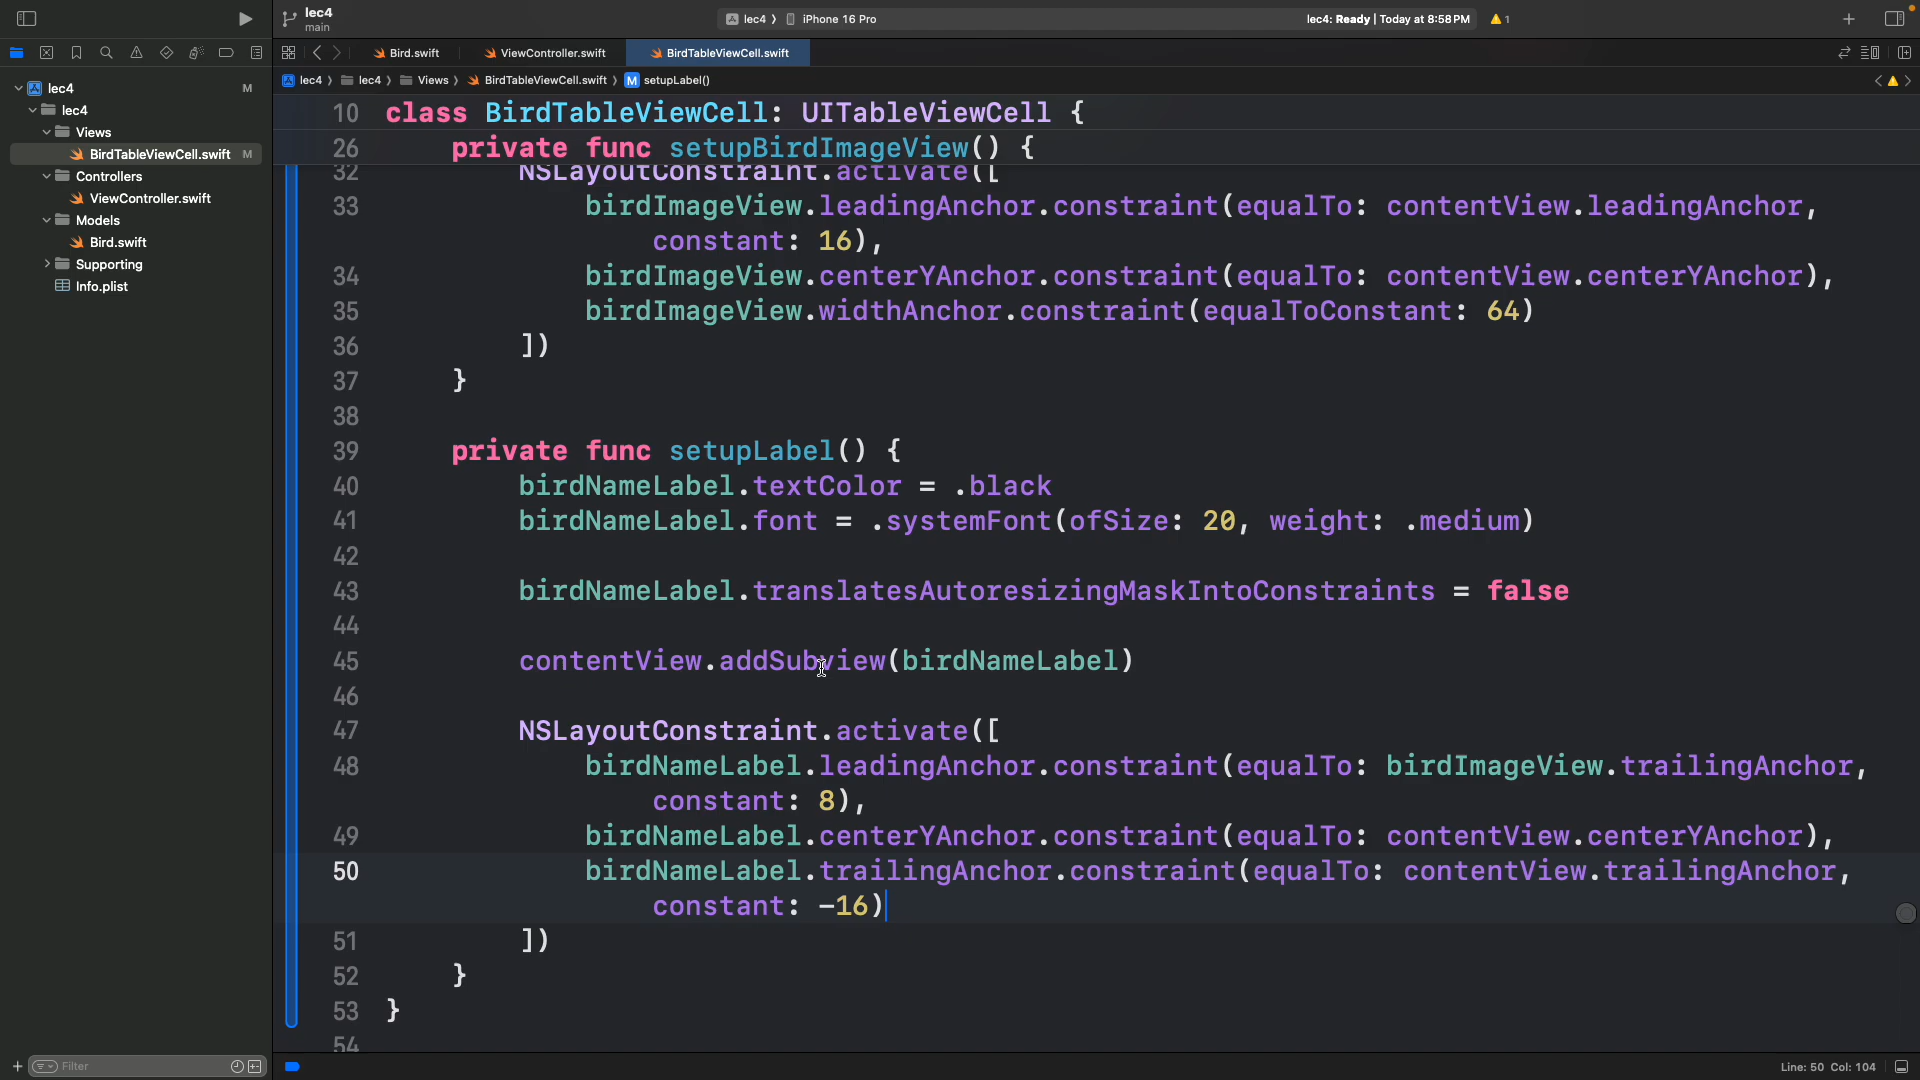 lec4
main
lec4 〉 iPhone 16 Pro
lec4: Ready | Today at 8:58 PM
1
Bird.swift
ViewController.swift
BirdTableViewCell.swift
lec4 〉 lec4 〉 Views 〉 BirdTableViewCell.swift 〉 M setupLabel()
lec4 M
lec4
Views
BirdTableViewCell.swift M
Controllers
ViewController.swift
Models
Bird.swift
Supporting
Info.plist
10 class BirdTableViewCell: UITableViewCell {
26 private func setupBirdImageView() {
32 NSLayoutConstraint.activate([
33 birdImageView.leadingAnchor.constraint(equalTo: contentView.leadingAnchor,
constant: 16),
34 birdImageView.centerYAnchor.constraint(equalTo: contentView.centerYAnchor),
35 birdImageView.widthAnchor.constraint(equalToConstant: 64)
36 ])
37 }
38
39 private func setupLabel() {
40 birdNameLabel.textColor = .black
41 birdNameLabel.font = .systemFont(ofSize: 20, weight: .medium)
42
43 birdNameLabel.translatesAutoresizingMaskIntoConstraints = false
44
45 contentView.addSubview(birdNameLabel)
46
47 NSLayoutConstraint.activate([
48 birdNameLabel.leadingAnchor.constraint(equalTo: birdImageView.trailingAnchor,
constant: 8),
49 birdNameLabel.centerYAnchor.constraint(equalTo: contentView.centerYAnchor),
50 birdNameLabel.trailingAnchor.constraint(equalTo: contentView.trailingAnchor,
constant: -16)
51 ])
52 }
53 }
54
Filter
Line: 50 Col: 104